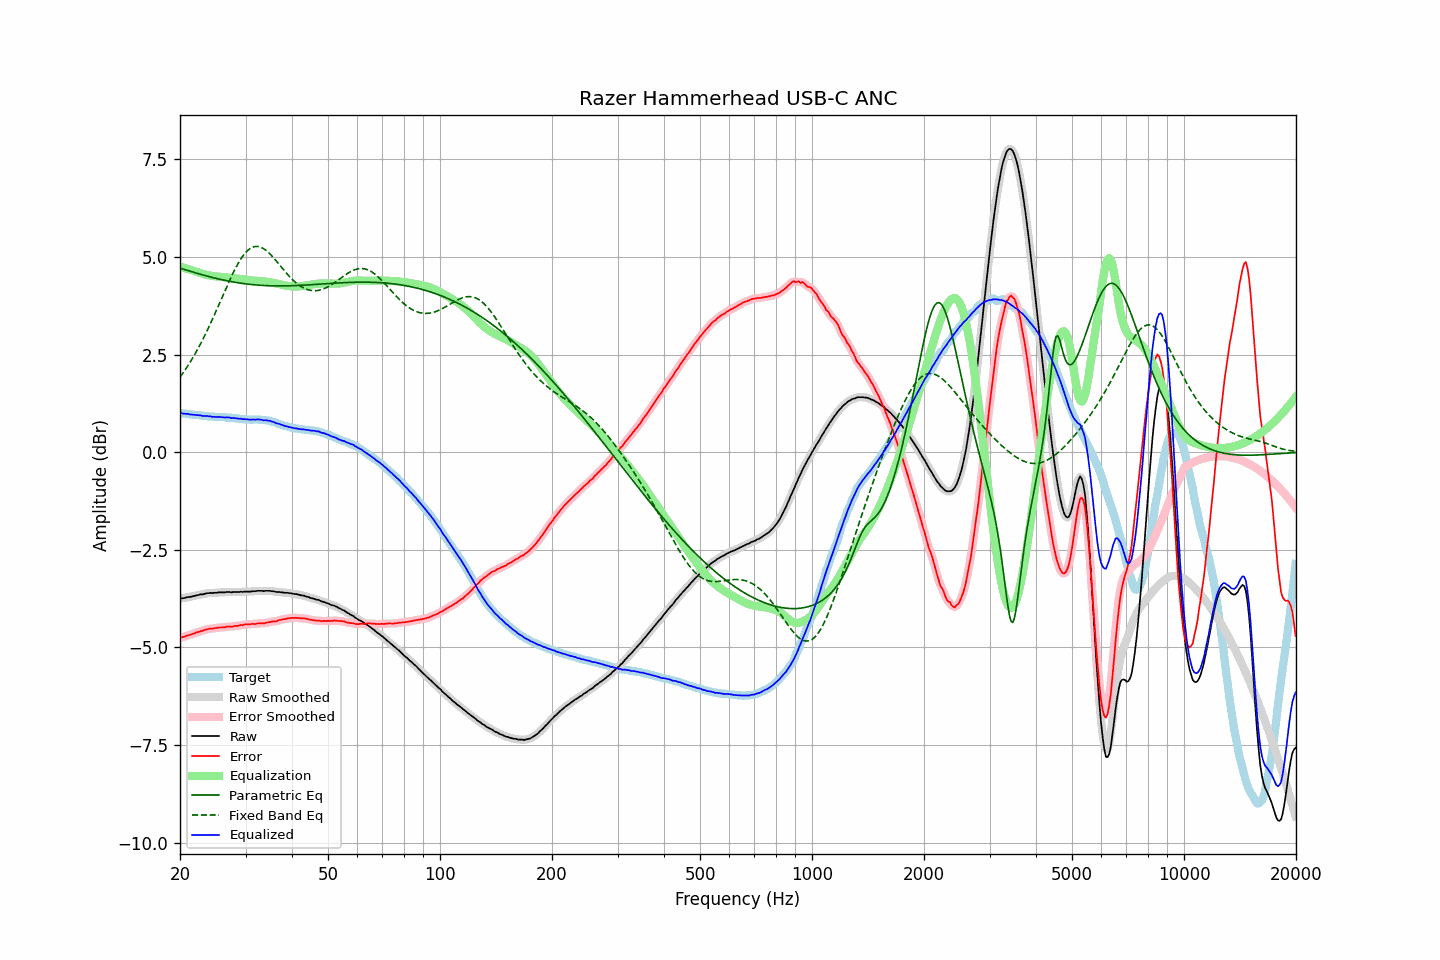 Razer Hammerhead USB-C ANC
Amplitude (dBr)
7.5
5.0
2.5
0.0
−2.5
−5.0
−7.5
−10.0
Target
Raw Smoothed
Error Smoothed
Raw
Error
Equalization
Parametric Eq
Fixed Band Eq
Equalized
20 50 100 200 500 1000 2000 5000 10000 20000
Frequency (Hz)